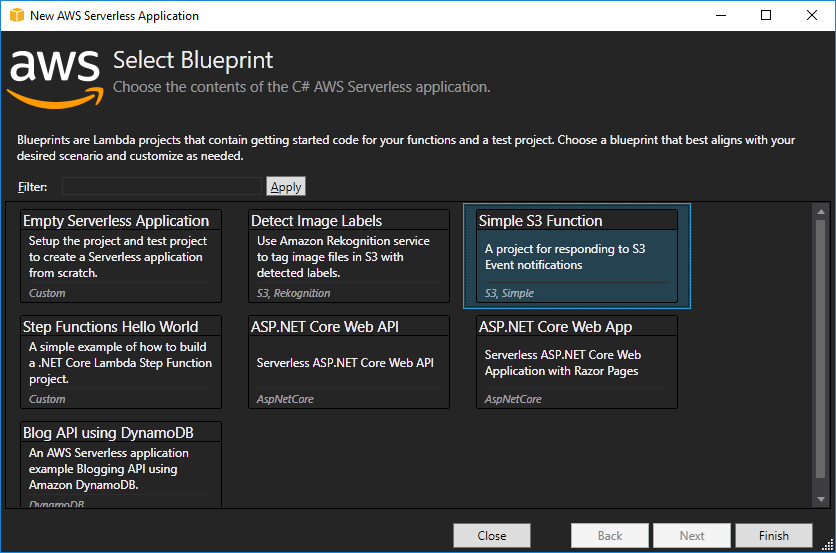 New AWS Serverless Application
aws
Select Blueprint
Choose the contents of the C# AWS Serverless application.
Blueprints are Lambda projects that contain getting started code for your functions and a test project. Choose a blueprint that best aligns with your
desired scenario and customize as needed.
Filter:
Apply
Empty Serverless Application
Setup the project and test project
to create a Serverless application
from scratch.
Custom
Detect Image Labels
Use Amazon Rekognition service
to tag image files in S3 with
detected labels.
S3, Rekognition
Simple S3 Function
A project for responding to S3
Event notifications
S3, Simple
Step Functions Hello World
A simple example of how to build
a .NET Core Lambda Step Function
project.
Custom
ASP.NET Core Web API
Serverless ASP.NET Core Web API
AspNetCore
ASP.NET Core Web App
Serverless ASP.NET Core Web
Application with Razor Pages
AspNetCore
Blog API using DynamoDB
An AWS Serverless application
example Blogging API using
Amazon DynamoDB.
DynamoDB
Close
Back
Next
Finish